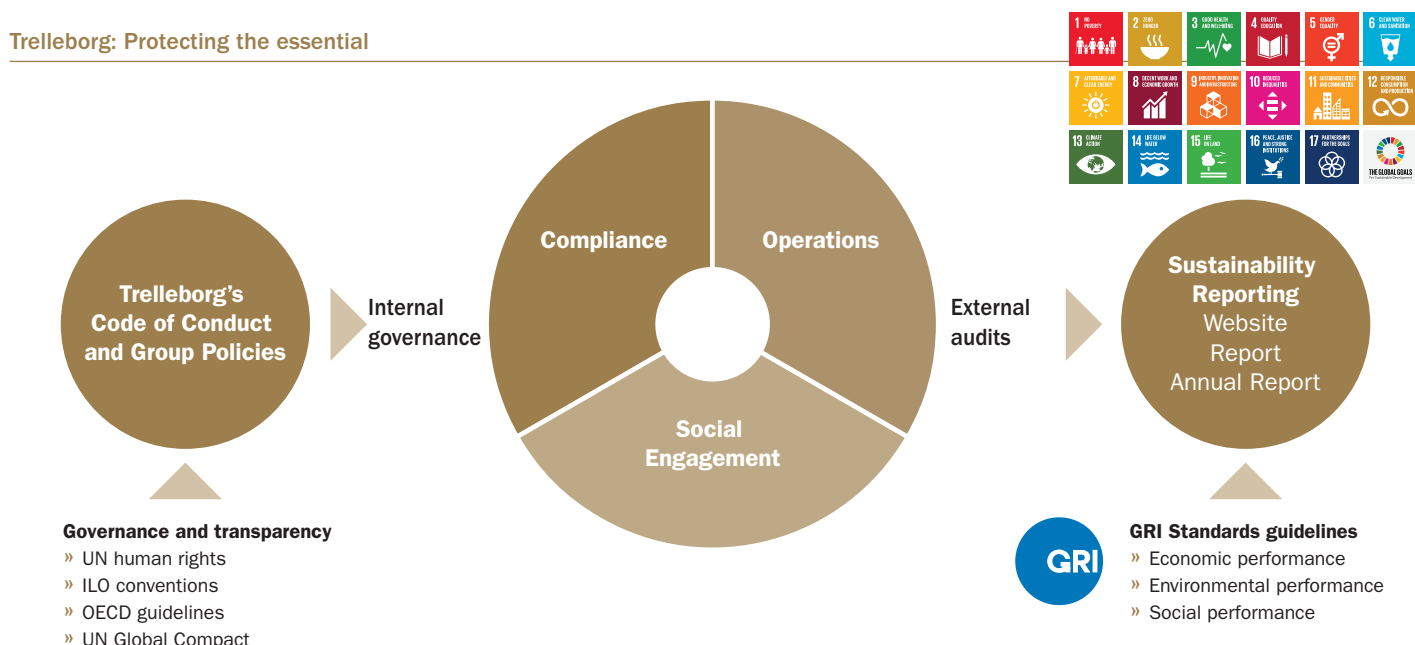 Trelleborg: Protecting the essential
1 NO
POVERTY
2 ZERO
HUNGER
3 GOOD HEALTH
AND WELL-BEING
4 QUALITY
EDUCATION
5 GENDER
EQUALITY
6 CLEAN WATER
AND SANITATION
7 AFFORDABLE AND
CLEAN ENERGY
8 DECENT WORK AND
ECONOMIC GROWTH
9 INDUSTRY, INNOVATION
AND INFRASTRUCTURE
10 REDUCED
INEQUALITIES
11 SUSTAINABLE CITIES
AND COMMUNITIES
12 RESPONSIBLE
CONSUMPTION
AND PRODUCTION
13 CLIMATE
ACTION
14 LIFE BELOW
WATER
15 LIFE
ON LAND
16 PEACE, JUSTICE
AND STRONG
INSTITUTIONS
17 PARTNERSHIPS
FOR THE GOALS
THE GLOBAL GOALS
For Sustainable Development
Trelleborg's
Code of Conduct
and Group Policies
Internal
governance
Compliance
Operations
Social
Engagement
External
audits
Sustainability
Reporting
Website
Report
Annual Report
Governance and transparency
» UN human rights
» ILO conventions
» OECD guidelines
» UN Global Compact
GRI
GRI Standards guidelines
» Economic performance
» Environmental performance
» Social performance